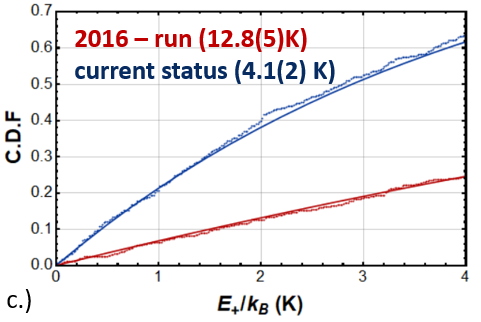 2016 – run (12.8(5)K)
current status (4.1(2) K)
C.D.F
0.7
0.6
0.5
0.4
0.3
0.2
0.1
0.0
0 1 2 3 4
E₊/k_B (K)
c.)